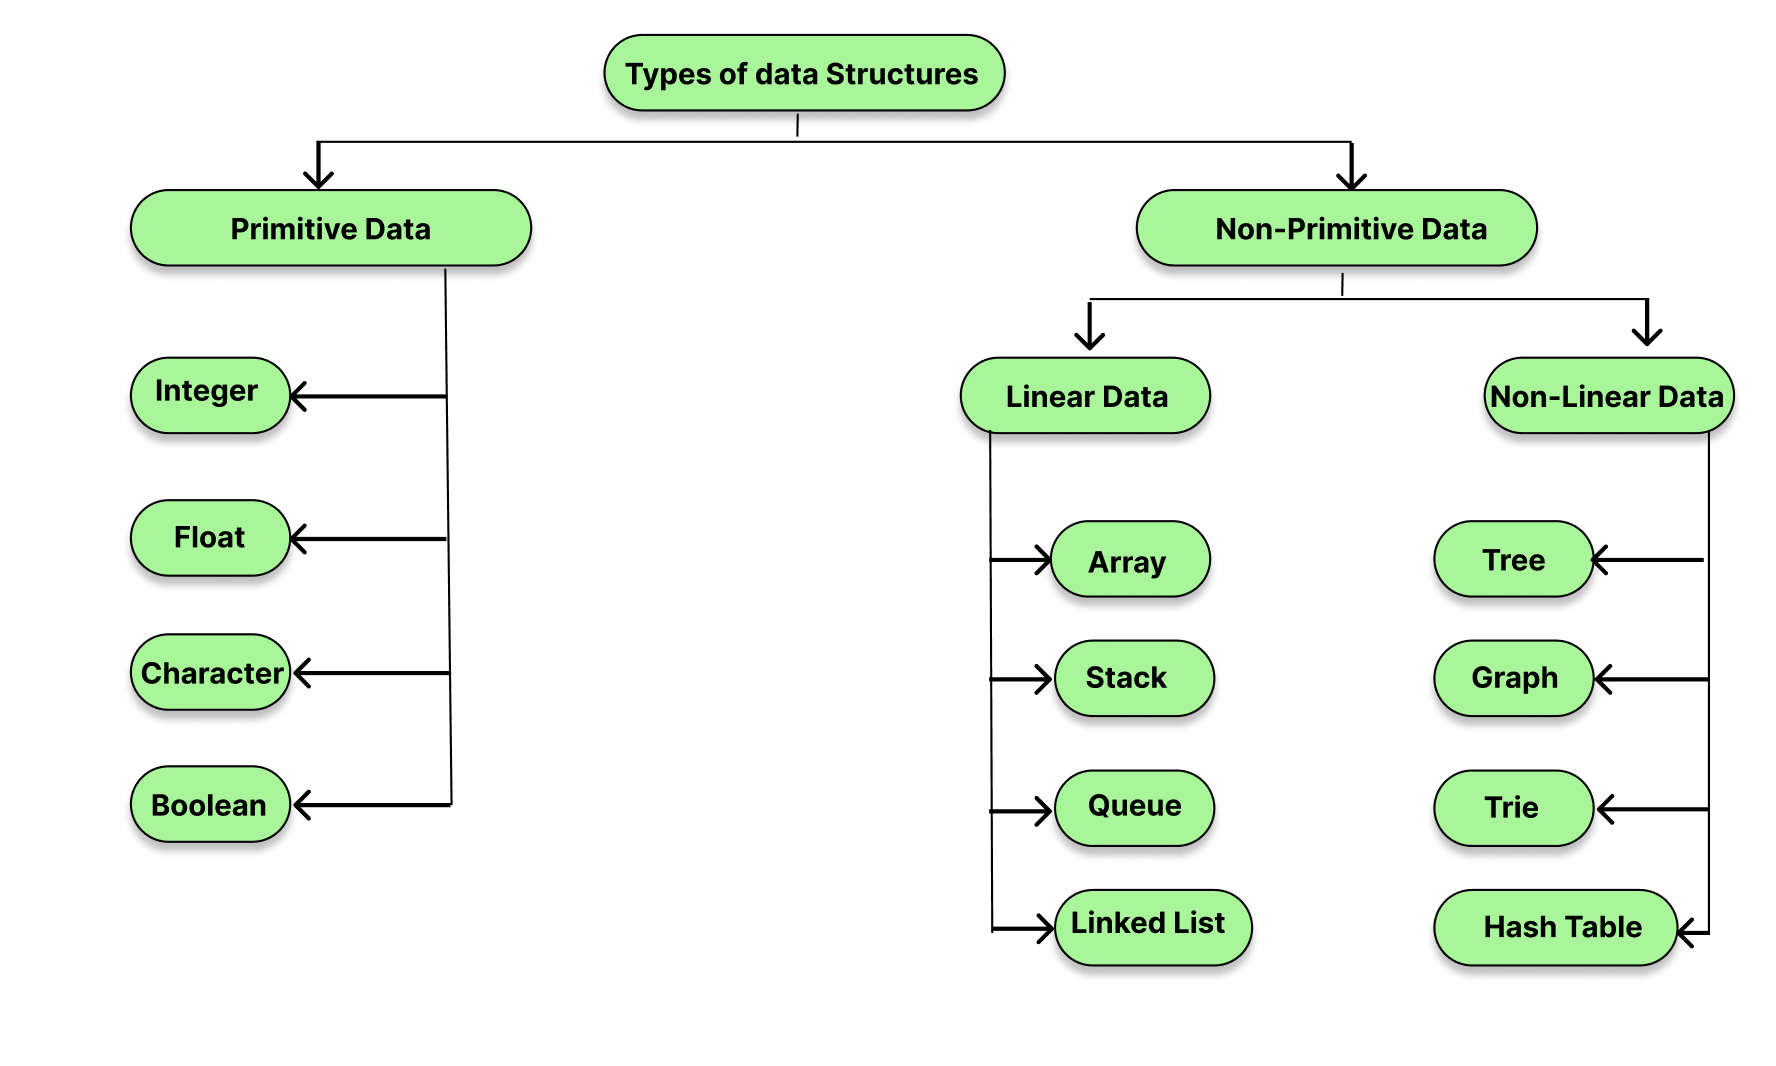 Types of data Structures
Primitive Data
Non-Primitive Data
Integer
Float
Character
Boolean
Linear Data
Non-Linear Data
Array
Stack
Queue
Linked List
Tree
Graph
Trie
Hash Table